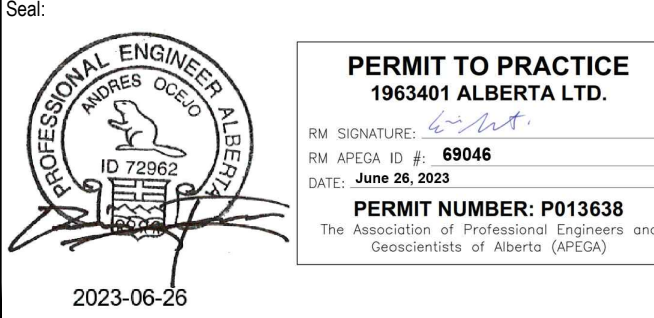 Seal:
PROFESSIONAL ENGINEER ALBERTA
ANDRES OCEJO
ID 72962
2023-06-26
PERMIT TO PRACTICE
1963401 ALBERTA LTD.
RM SIGNATURE:
RM APEGA ID #: 69046
DATE: June 26, 2023
PERMIT NUMBER: P013638
The Association of Professional Engineers and
Geoscientists of Alberta (APEGA)